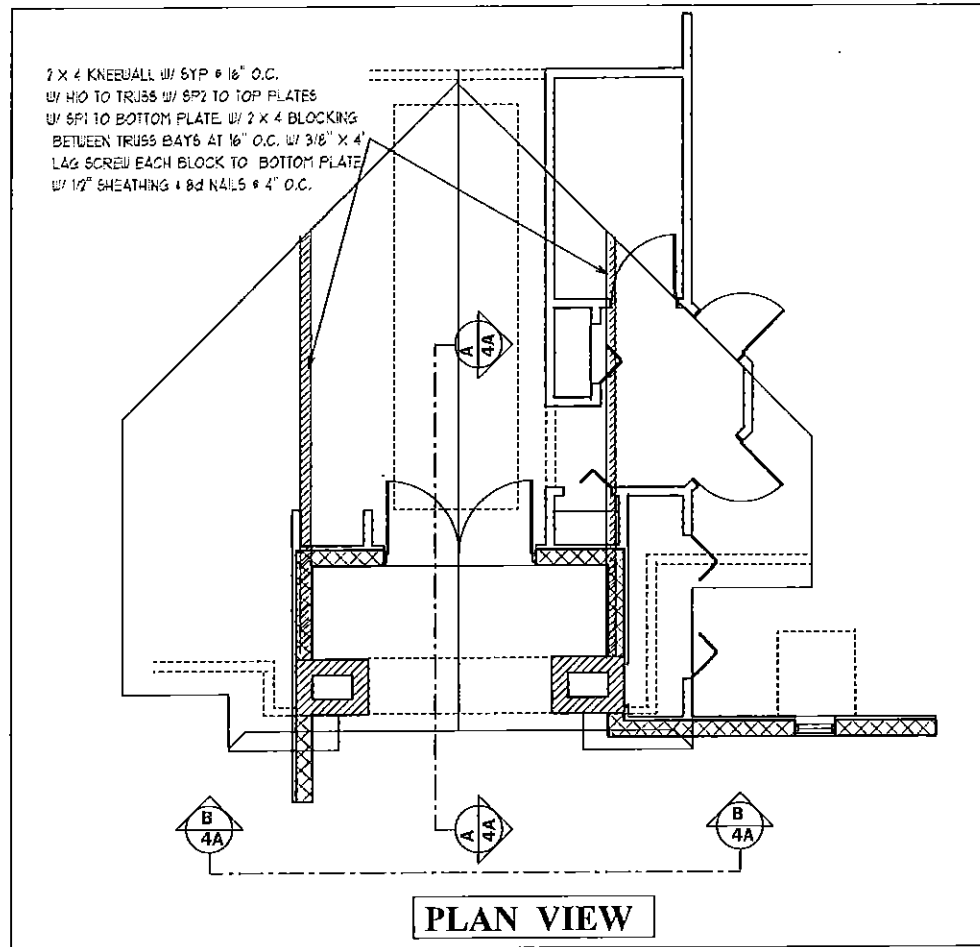 2 X 4 KNEEWALL W/ SYP @ 16" O.C.
W/ H10 TO TRUSS W/ SP2 TO TOP PLATES
W/ SP1 TO BOTTOM PLATE W/ 2 X 4 BLOCKING
BETWEEN TRUSS BAYS AT 16" O.C. W/ 3/8" X 4"
LAG SCREW EACH BLOCK TO BOTTOM PLATE
W/ 1/2" SHEATHING & 8d NAILS @ 4" O.C.
A
4A
B
4A
A
4A
B
4A
PLAN VIEW